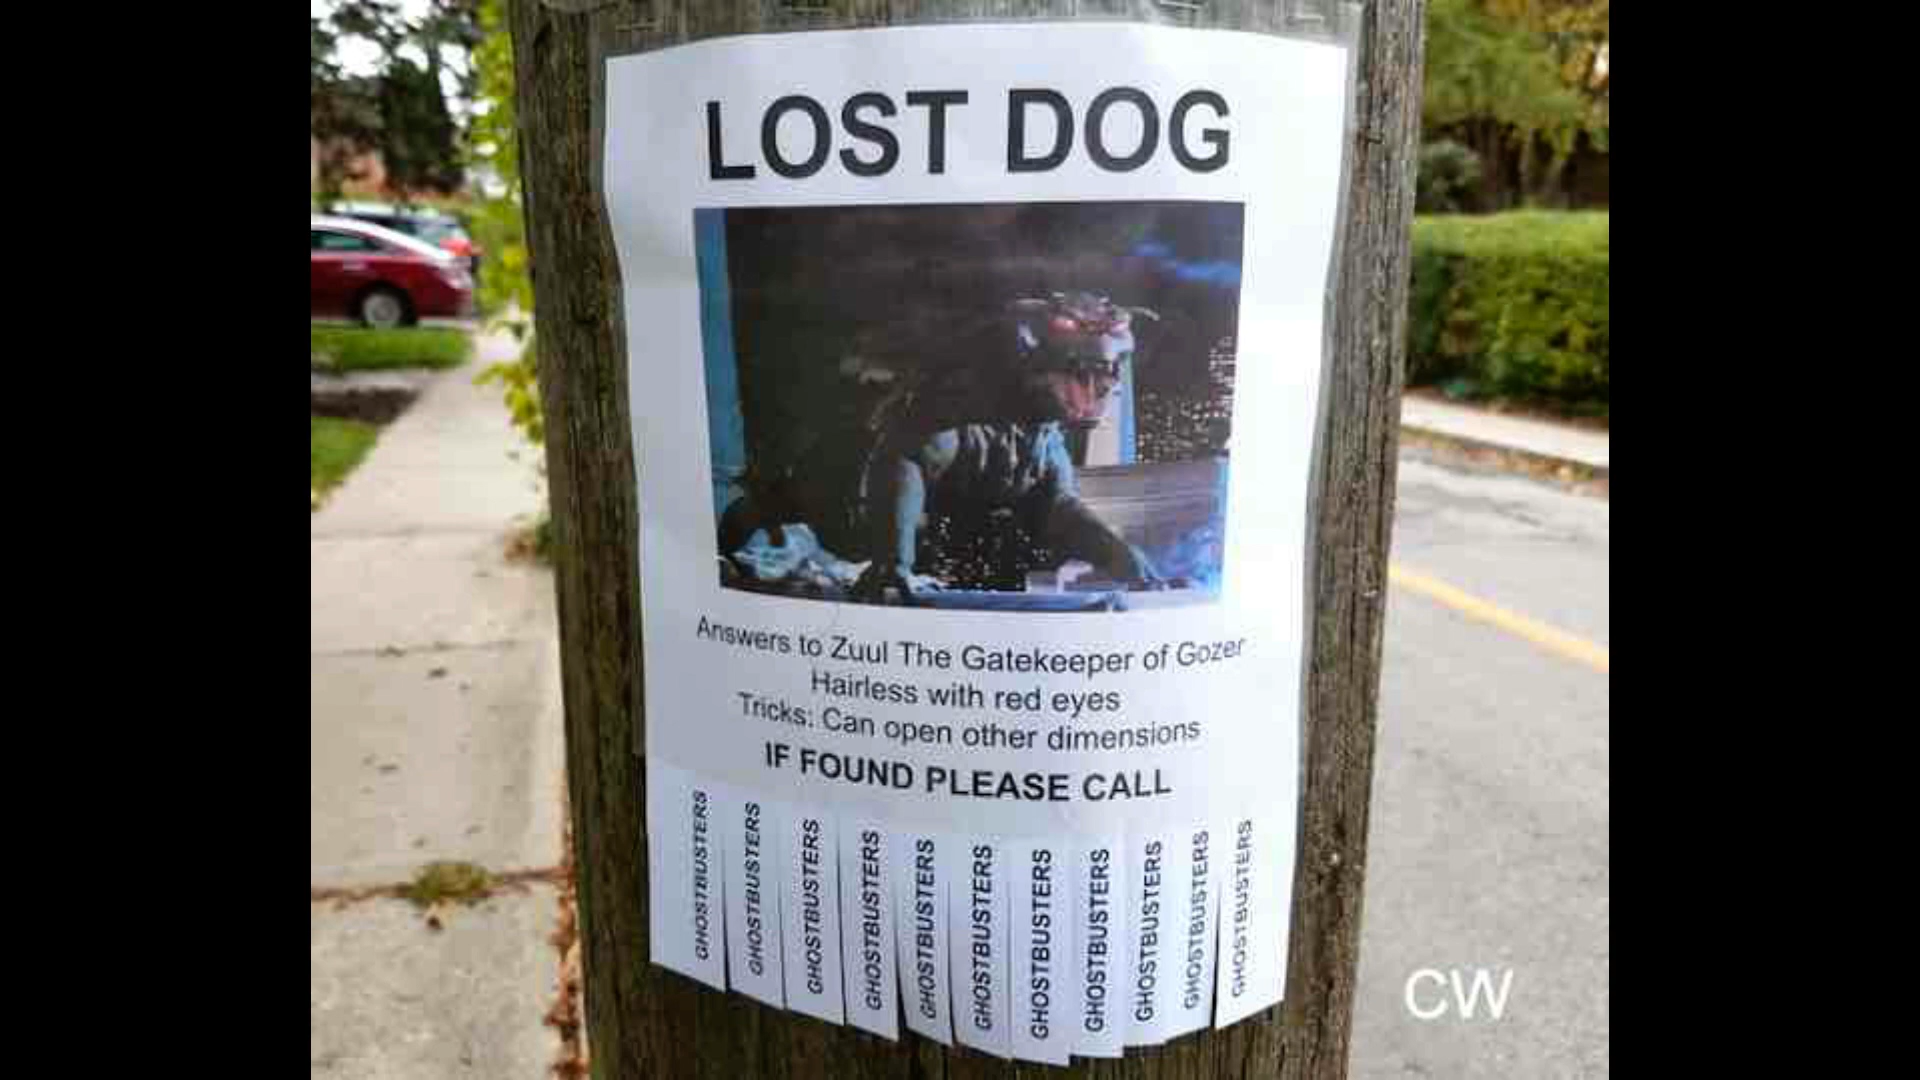 LOST DOG
Answers to Zuul The Gatekeeper of Gozer
Hairless with red eyes
Tricks: Can open other dimensions
IF FOUND PLEASE CALL
GHOSTBUSTERS
GHOSTBUSTERS
GHOSTBUSTERS
GHOSTBUSTERS
GHOSTBUSTERS
GHOSTBUSTERS
GHOSTBUSTERS
GHOSTBUSTERS
GHOSTBUSTERS
GHOSTBUSTERS
GHOSTBUSTERS
CW